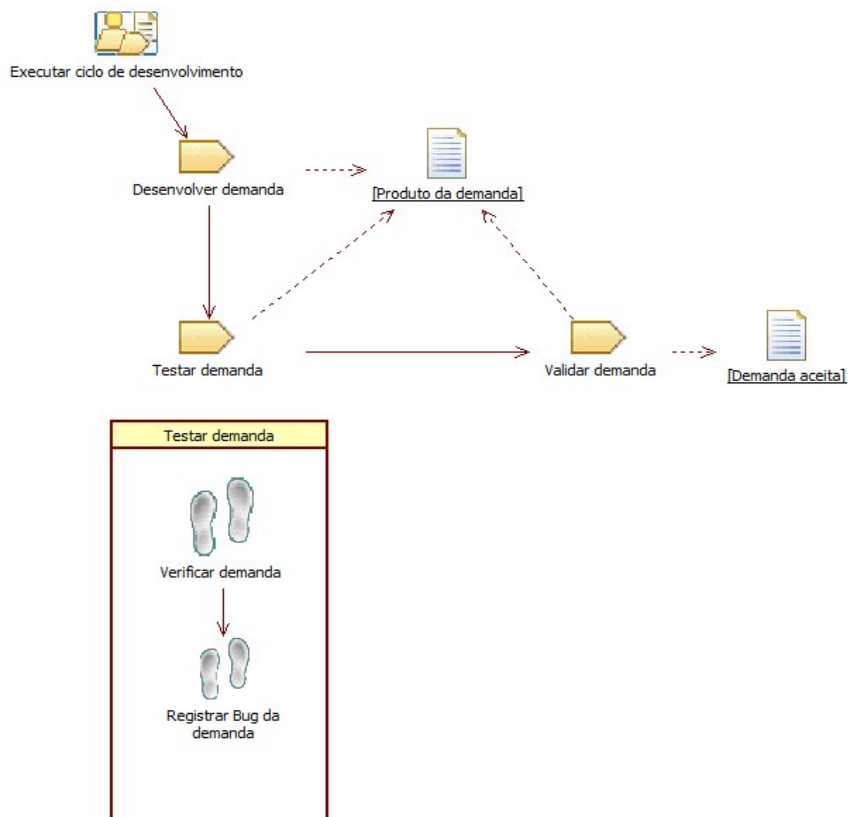 Executar ciclo de desenvolvimento
Desenvolver demanda
[Produto da demanda]
Testar demanda
Validar demanda
[Demanda aceita]
Testar demanda
Verificar demanda
Registrar Bug da
demanda